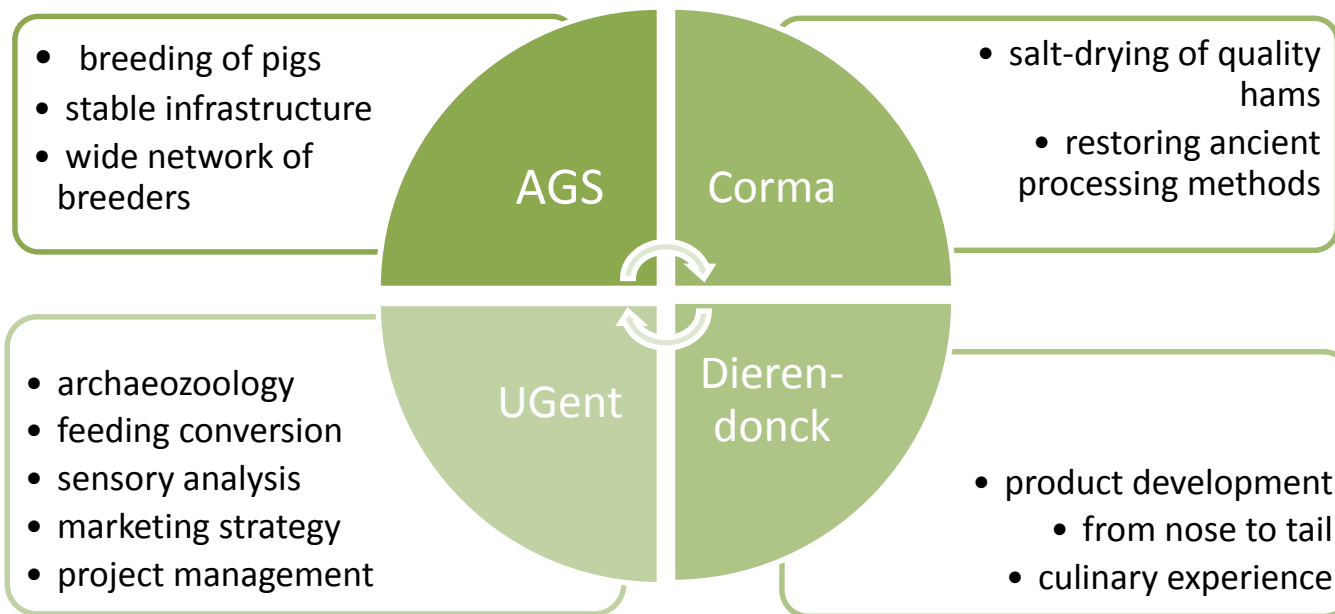 • breeding of pigs
• stable infrastructure
• wide network of
breeders
AGS
Corma
• salt-drying of quality
hams
• restoring ancient
processing methods
• archaeozoology
• feeding conversion
• sensory analysis
• marketing strategy
• project management
UGent
Dieren-
donck
• product development
• from nose to tail
• culinary experience